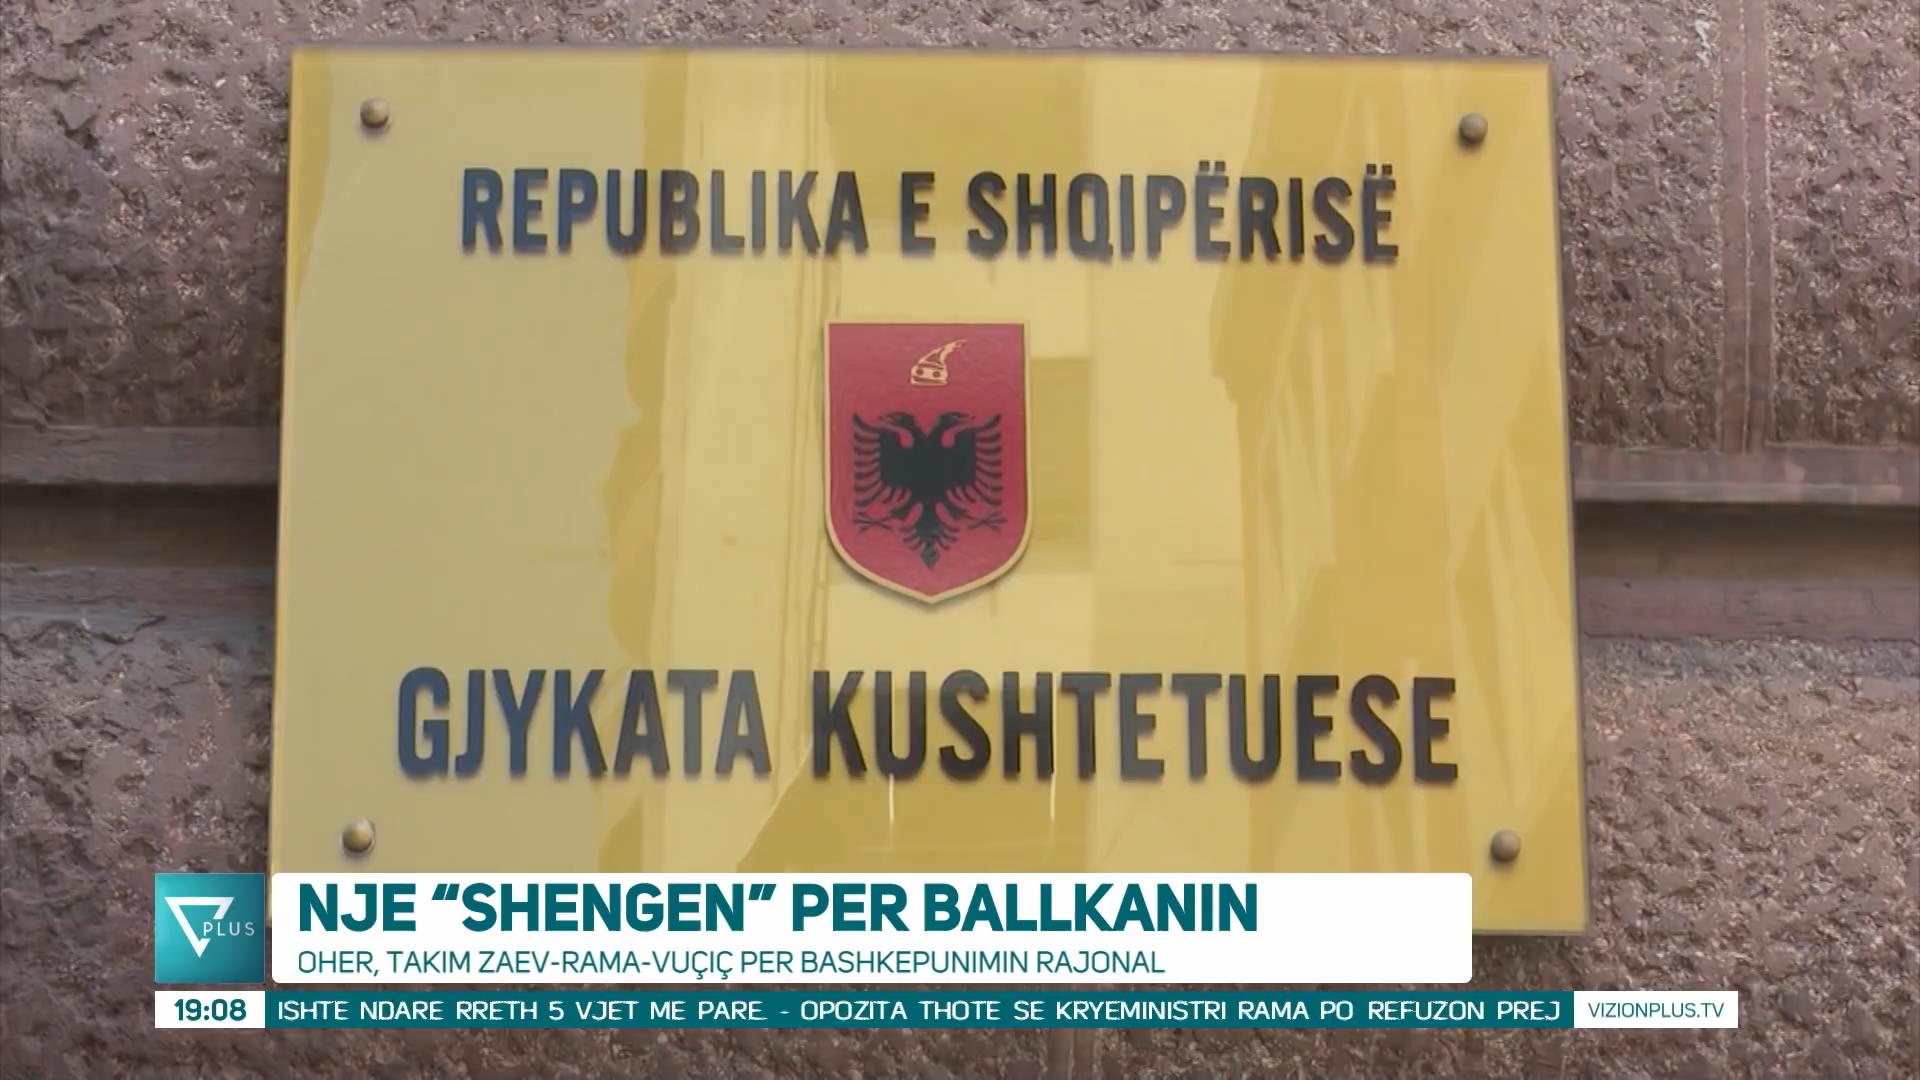 REPUBLIKA E SHQIPËRISË
GJYKATA KUSHTETUESE
PLUS
NJE “SHENGEN” PER BALLKANIN
OHER, TAKIM ZAEV-RAMA-VUÇIÇ PER BASHKEPUNIMIN RAJONAL
19:08 ISHTE NDARE RRETH 5 VJET ME PARE. - OPOZITA THOTE SE KRYEMINISTRI RAMA PO REFUZON PREJ VIZIONPLUS.TV